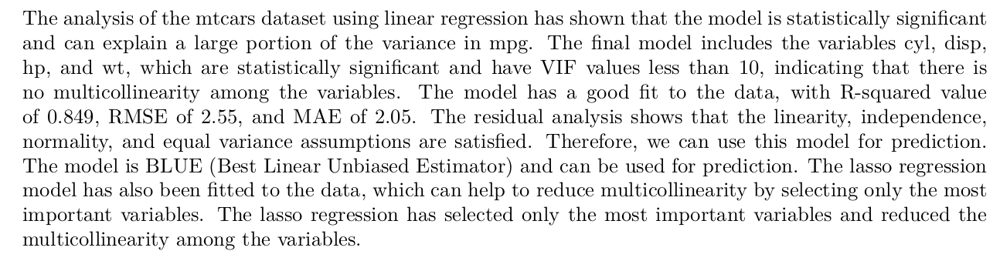 The analysis of the mtcars dataset using linear regression has shown that the model is statistically significant
and can explain a large portion of the variance in mpg. The final model includes the variables cyl, disp,
hp, and wt, which are statistically significant and have VIF values less than 10, indicating that there is
no multicollinearity among the variables. The model has a good fit to the data, with R-squared value
of 0.849, RMSE of 2.55, and MAE of 2.05. The residual analysis shows that the linearity, independence,
normality, and equal variance assumptions are satisfied. Therefore, we can use this model for prediction.
The model is BLUE (Best Linear Unbiased Estimator) and can be used for prediction. The lasso regression
model has also been fitted to the data, which can help to reduce multicollinearity by selecting only the most
important variables. The lasso regression has selected only the most important variables and reduced the
multicollinearity among the variables.